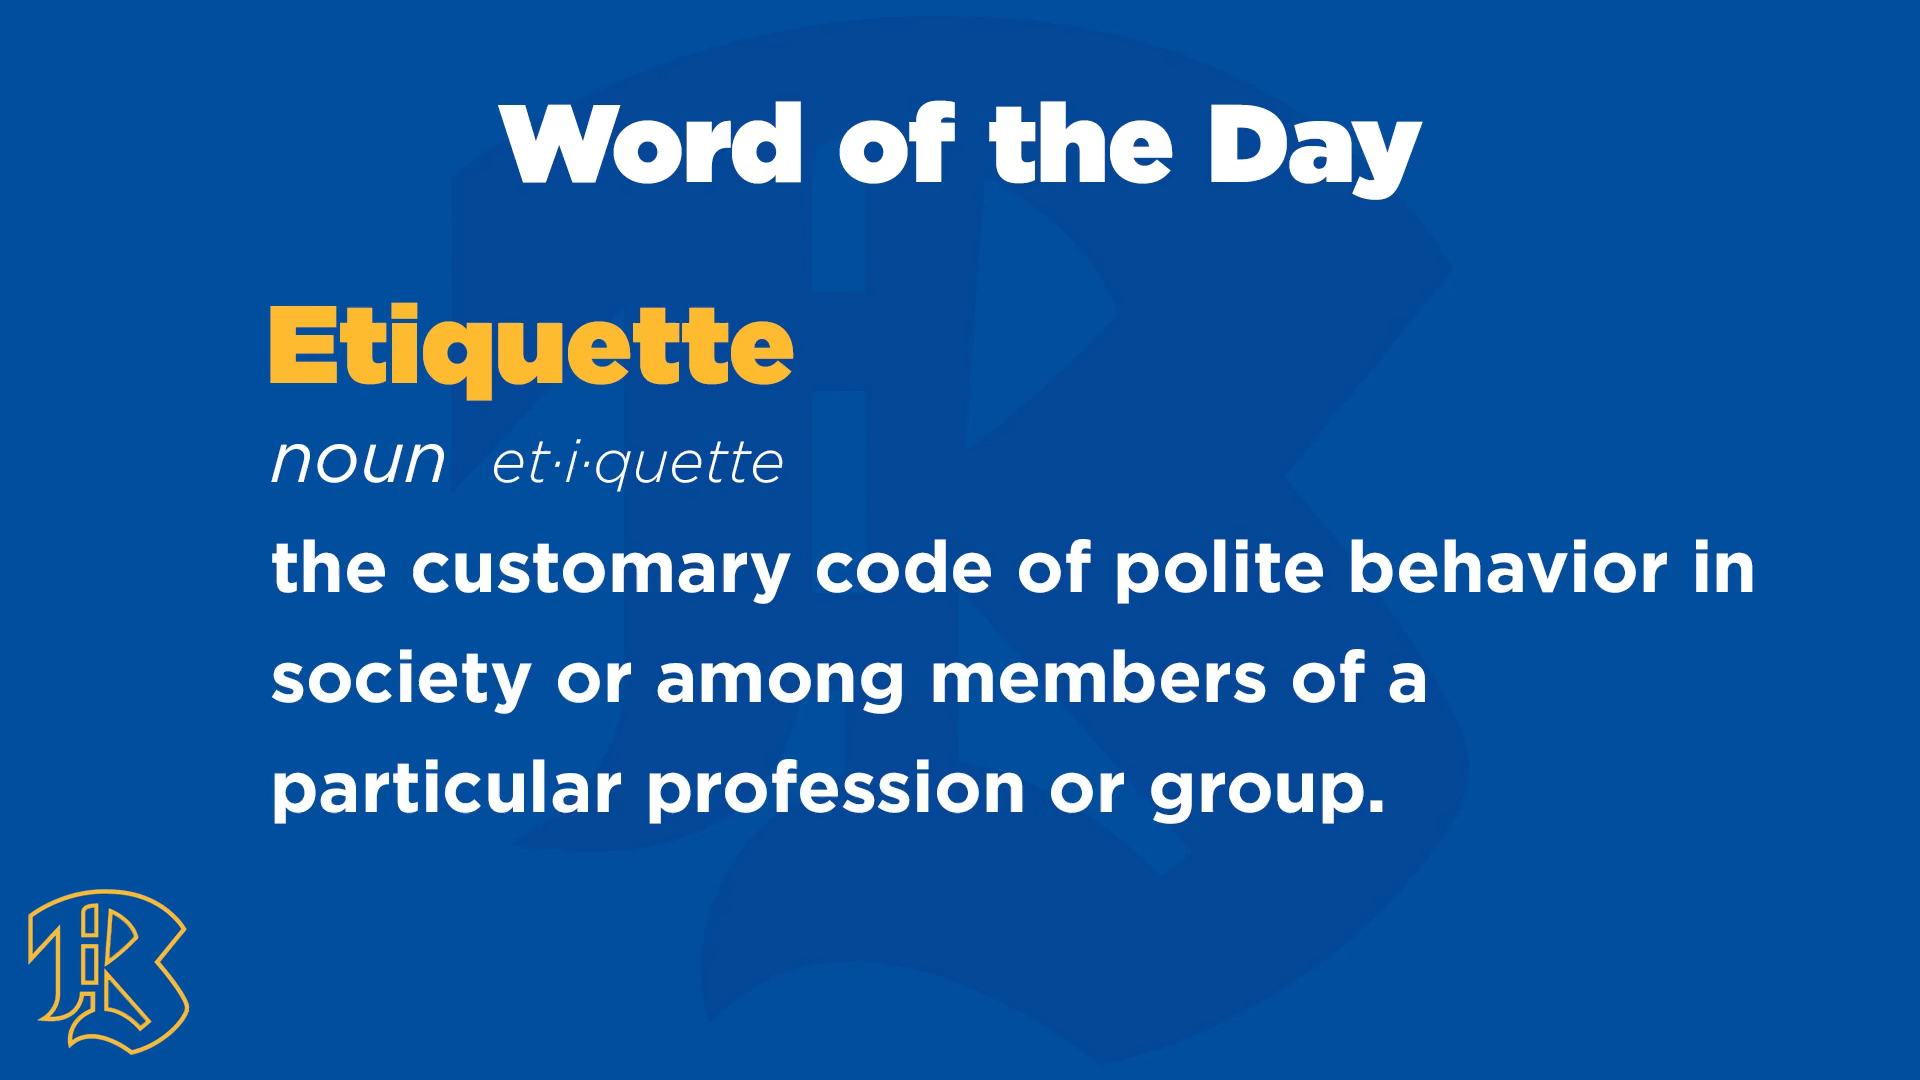 Word of the Day
Etiquette
noun et·i·quette
the customary code of polite behavior in
society or among members of a
particular profession or group.
B